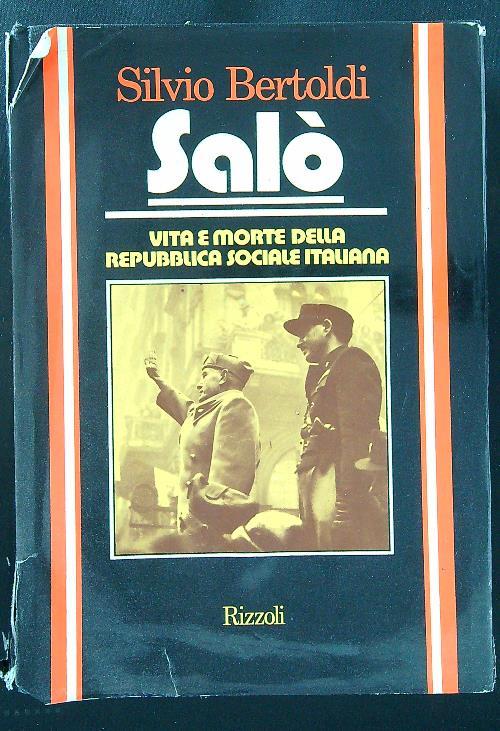 Silvio Bertoldi
Salò
VITA E MORTE DELLA
REPUBBLICA SOCIALE ITALIANA
Rizzoli